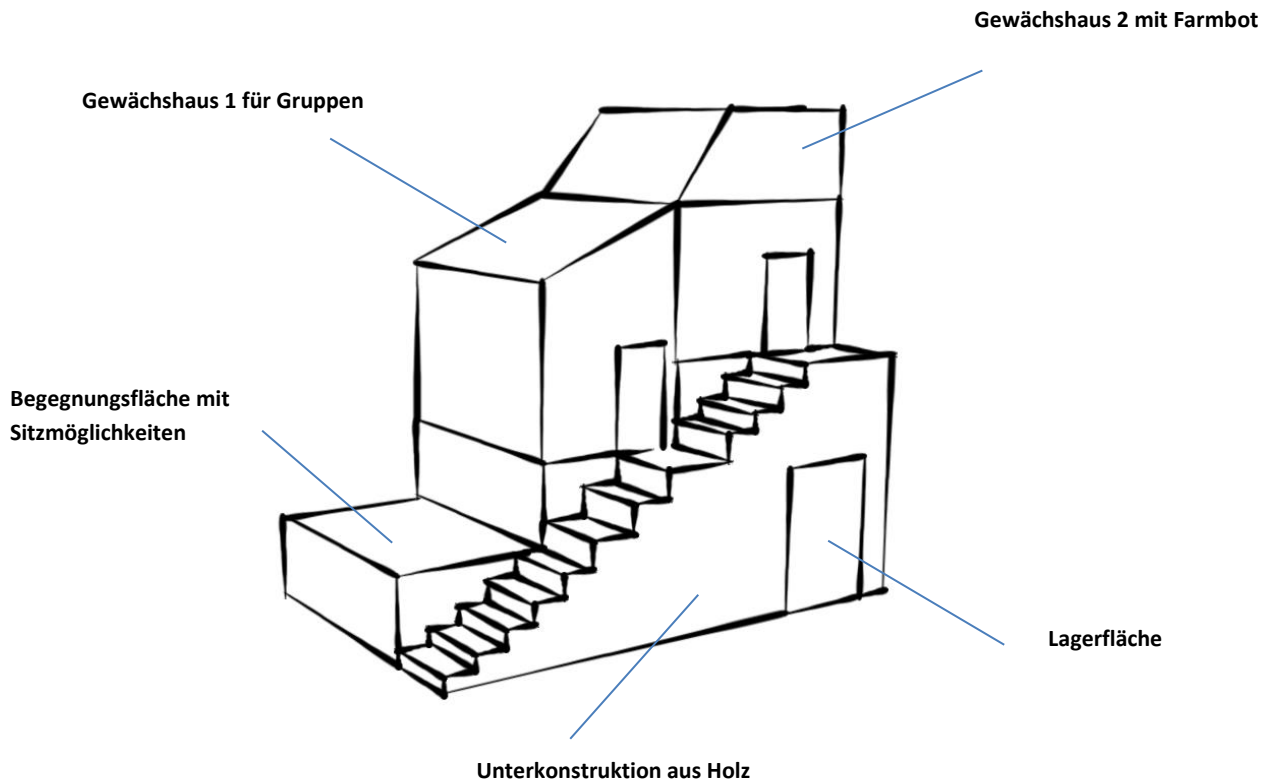 Gewächshaus 2 mit Farmbot
Gewächshaus 1 für Gruppen
Begegnungsfläche mit
Sitzmöglichkeiten
Lagerfläche
Unterkonstruktion aus Holz